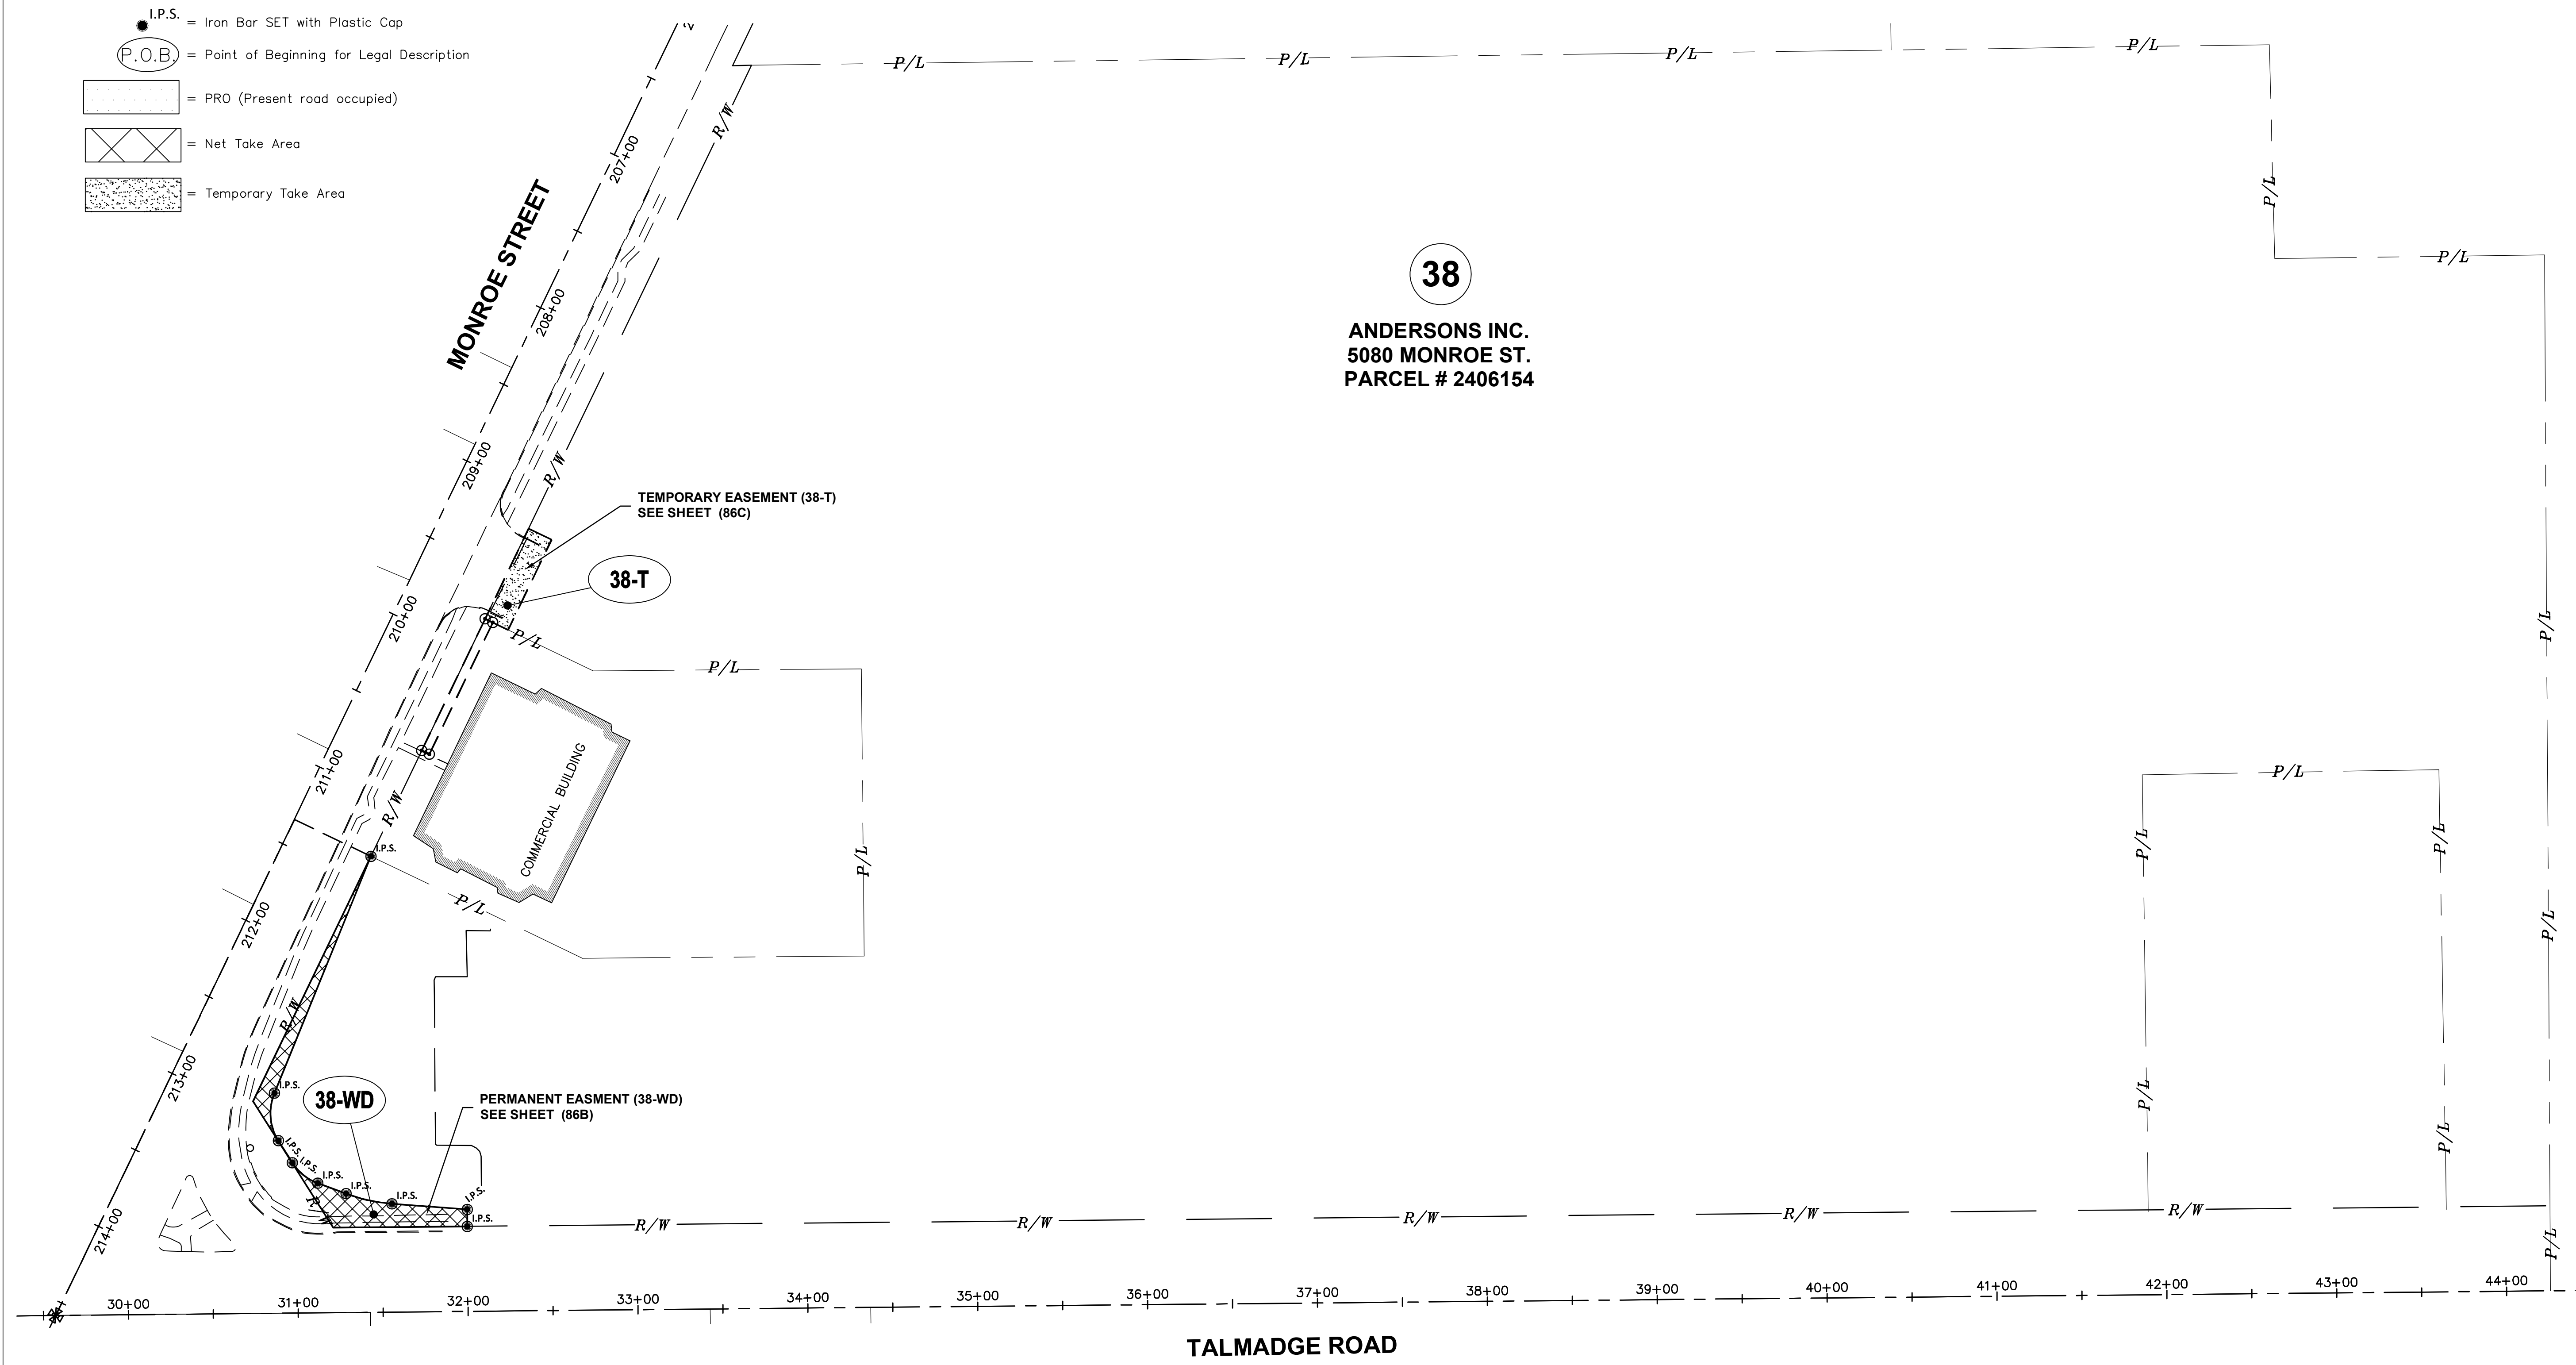 I.P.S. = Iron Bar SET with Plastic Cap
P.O.B. = Point of Beginning for Legal Description
= PRO (Present road occupied)
= Net Take Area
= Temporary Take Area
P/L
P/L
P/L
P/L
R/W
207+00
P/L
MONROE STREET
P/L
38
ANDERSONS INC.
5080 MONROE ST.
PARCEL # 2406154
208+00
209+00
R/W
TEMPORARY EASEMENT (38-T)
SEE SHEET (86C)
38-T
210+00
P/L
P/L
P/L
211+00
R/W
COMMERCIAL BUILDING
P/L
P/L
P/L
P/L
I.P.S.
P/L
P/L
212+00
P/L
R/W
213+00
I.P.S.
38-WD
PERMANENT EASMENT (38-WD)
SEE SHEET (86B)
P/L
P/L
I.P.S.
I.P.S.
I.P.S.
I.P.S.
I.P.S.
I.P.S.
I.P.S.
R/W
R/W
R/W
R/W
R/W
R/W
P/L
214+00
30+00
31+00
32+00
33+00
34+00
35+00
36+00
37+00
38+00
39+00
40+00
41+00
42+00
43+00
44+00
TALMADGE ROAD